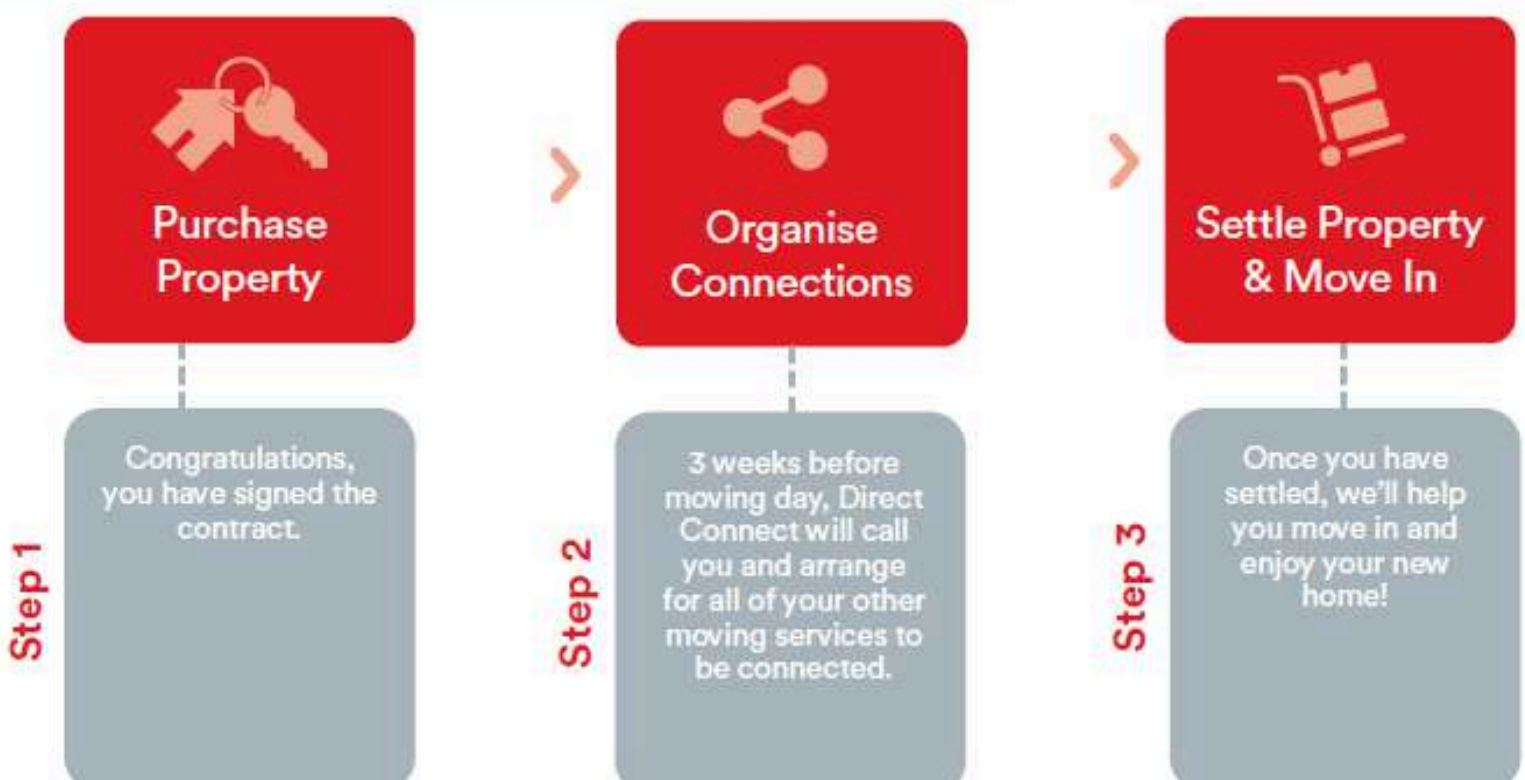 Purchase
Property
Step 1
Congratulations,
you have signed the
contract.
Organise
Connections
Step 2
3 weeks before
moving day, Direct
Connect will call
you and arrange
for all of your other
moving services to
be connected.
Settle Property
& Move In
Step 3
Once you have
settled, we'll help
you move in and
enjoy your new
home!